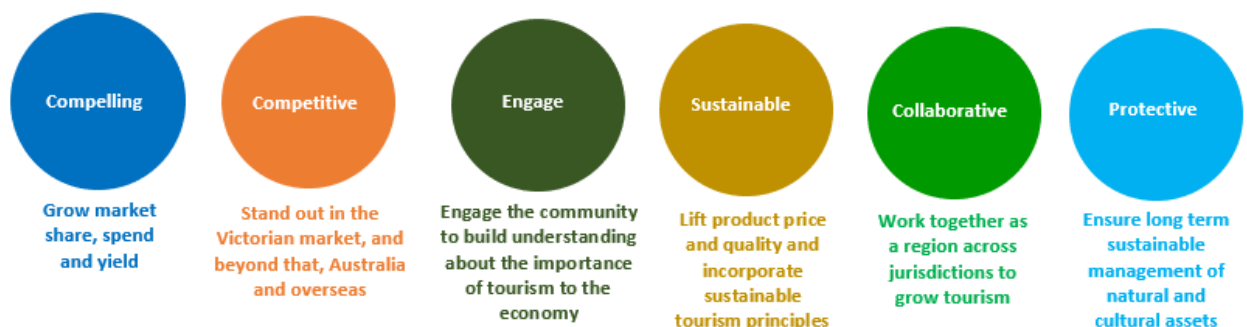 Compelling
Grow market
share, spend
and yield
Competitive
Stand out in the
Victorian market, and
beyond that, Australia
and overseas
Engage
Engage the community
to build understanding
about the importance
of tourism to the
economy
Sustainable
Lift product price
and quality and
incorporate
sustainable
tourism principles
Collaborative
Work together as
a region across
jurisdictions to
grow tourism
Protective
Ensure long term
sustainable
management of
natural and
cultural assets